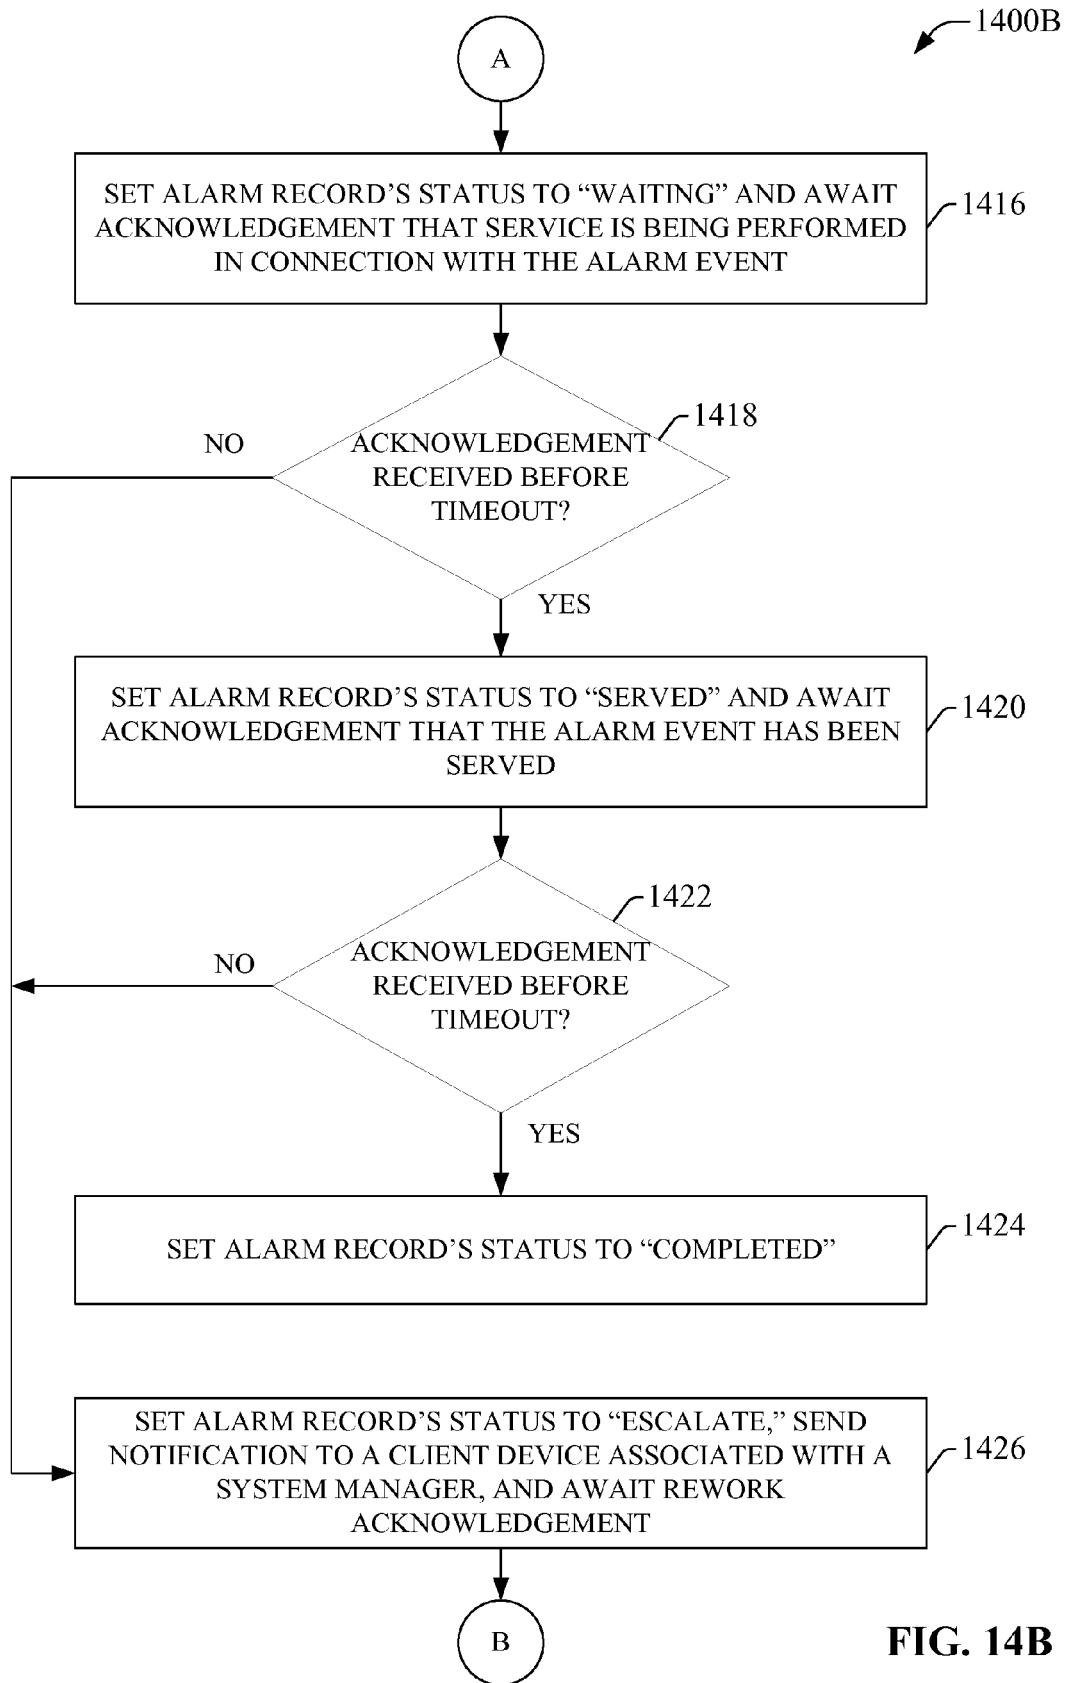 1400B
A
SET ALARM RECORD’S STATUS TO “WAITING” AND AWAIT
ACKNOWLEDGEMENT THAT SERVICE IS BEING PERFORMED
IN CONNECTION WITH THE ALARM EVENT
1416
1418
NO
ACKNOWLEDGEMENT
RECEIVED BEFORE
TIMEOUT?
YES
SET ALARM RECORD’S STATUS TO “SERVED” AND AWAIT
ACKNOWLEDGEMENT THAT THE ALARM EVENT HAS BEEN
SERVED
1420
1422
NO
ACKNOWLEDGEMENT
RECEIVED BEFORE
TIMEOUT?
YES
SET ALARM RECORD’S STATUS TO “COMPLETED”
1424
SET ALARM RECORD’S STATUS TO “ESCALATE,” SEND
NOTIFICATION TO A CLIENT DEVICE ASSOCIATED WITH A
SYSTEM MANAGER, AND AWAIT REWORK
ACKNOWLEDGEMENT
1426
B
FIG. 14B